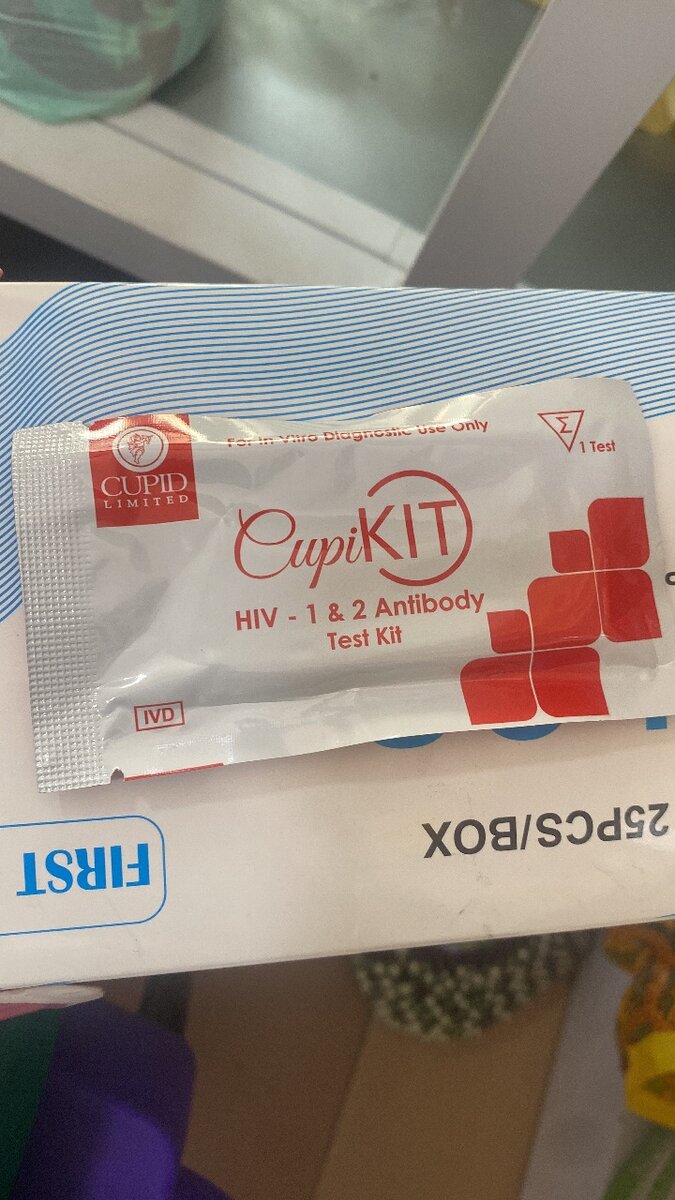 For In Vitro Diagnostic Use Only
Σ
1 Test
CUPID
LIMITED
CupiKIT
HIV - 1 & 2 Antibody
Test Kit
IVD
25PCS/BOX
FIRST